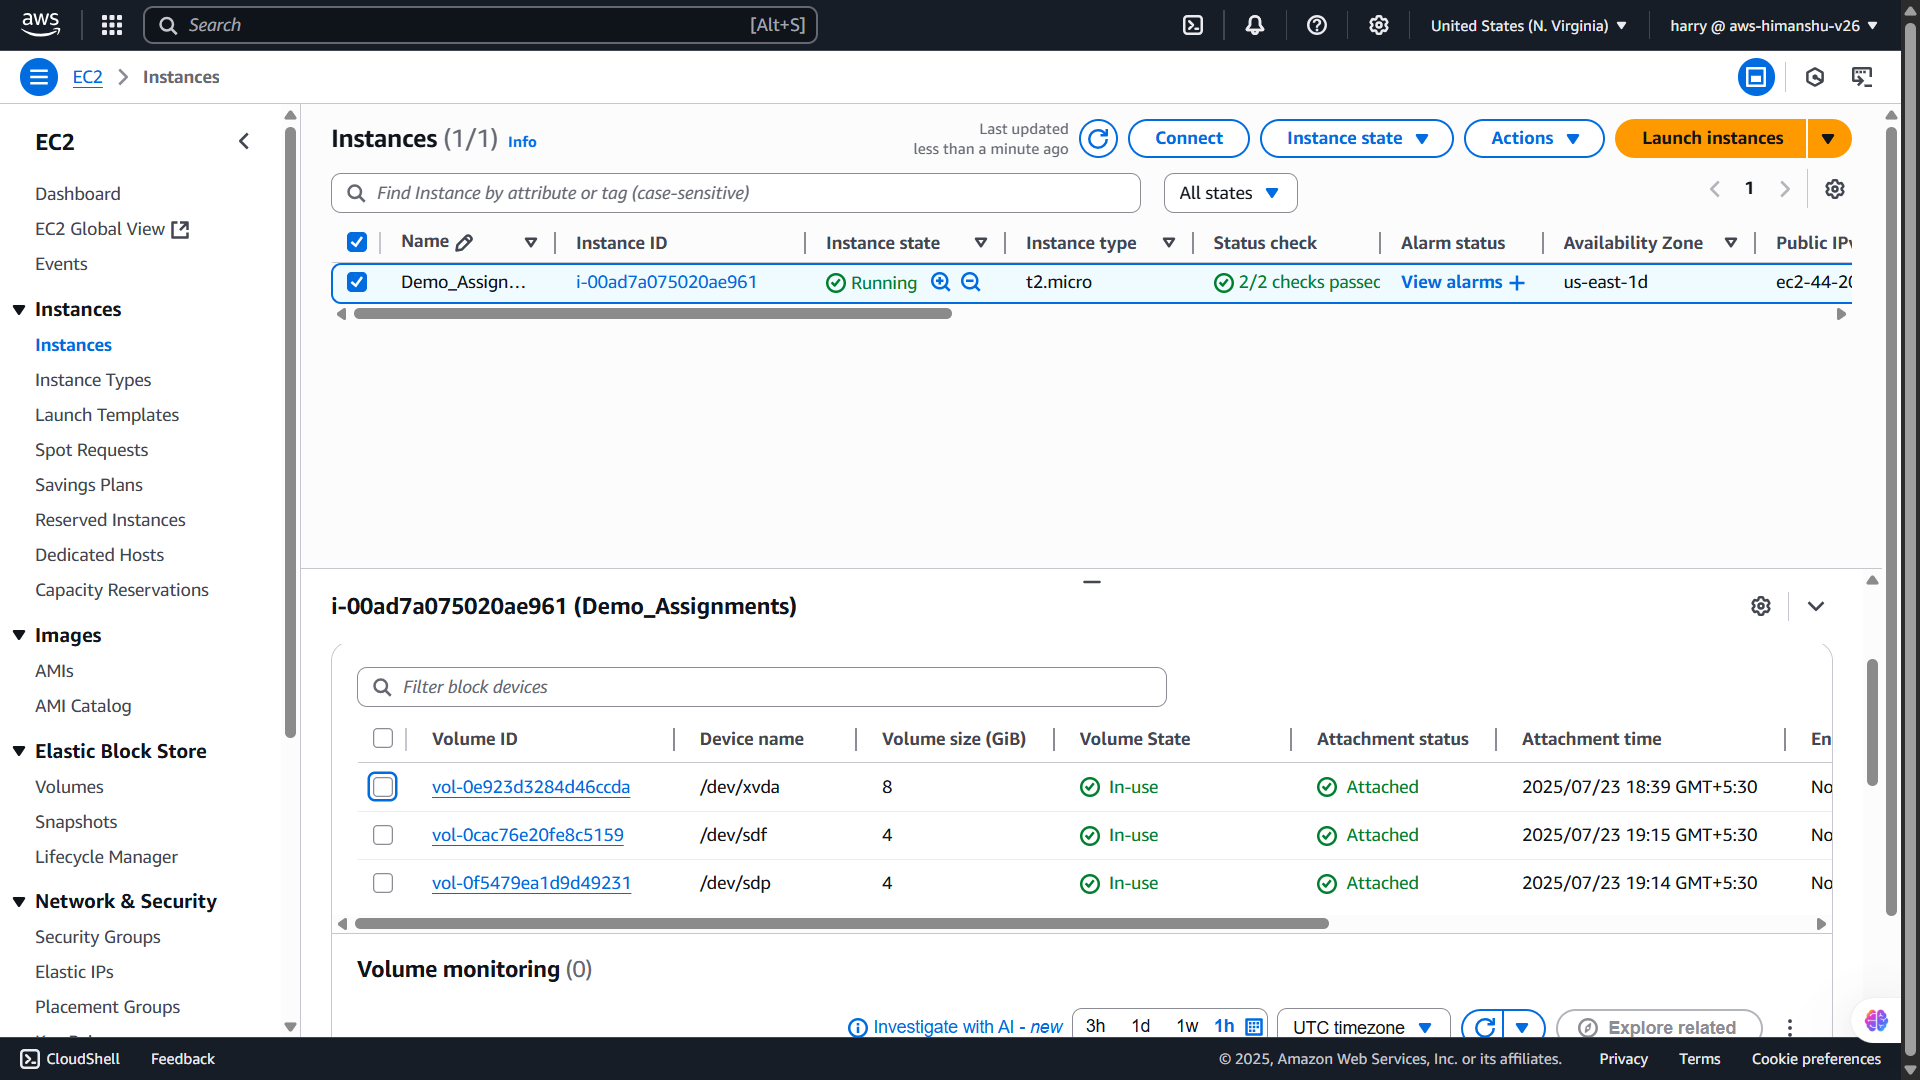 aws
Search [Alt+S]
United States (N. Virginia)
harry @ aws-himanshu-v26
EC2 > Instances
EC2
Dashboard
EC2 Global View
Events
Instances
Instances
Instance Types
Launch Templates
Spot Requests
Savings Plans
Reserved Instances
Dedicated Hosts
Capacity Reservations
Images
AMIs
AMI Catalog
Elastic Block Store
Volumes
Snapshots
Lifecycle Manager
Network & Security
Security Groups
Elastic IPs
Placement Groups
Instances (1/1) Info
Last updated
less than a minute ago
Connect
Instance state
Actions
Launch instances
Find Instance by attribute or tag (case-sensitive)
All states
1
Name Instance ID Instance state Instance type Status check Alarm status Availability Zone Public IPv
Demo_Assign... i-00ad7a075020ae961 Running t2.micro 2/2 checks passed View alarms + us-east-1d ec2-44-20
i-00ad7a075020ae961 (Demo_Assignments)
Filter block devices
Volume ID Device name Volume size (GiB) Volume State Attachment status Attachment time En
vol-0e923d3284d46ccda /dev/xvda 8 In-use Attached 2025/07/23 18:39 GMT+5:30 No
vol-0cac76e20fe8c5159 /dev/sdf 4 In-use Attached 2025/07/23 19:15 GMT+5:30 No
vol-0f5479ea1d9d49231 /dev/sdp 4 In-use Attached 2025/07/23 19:14 GMT+5:30 No
Volume monitoring (0)
Investigate with AI - new 3h 1d 1w 1h UTC timezone Explore related
CloudShell Feedback © 2025, Amazon Web Services, Inc. or its affiliates. Privacy Terms Cookie preferences